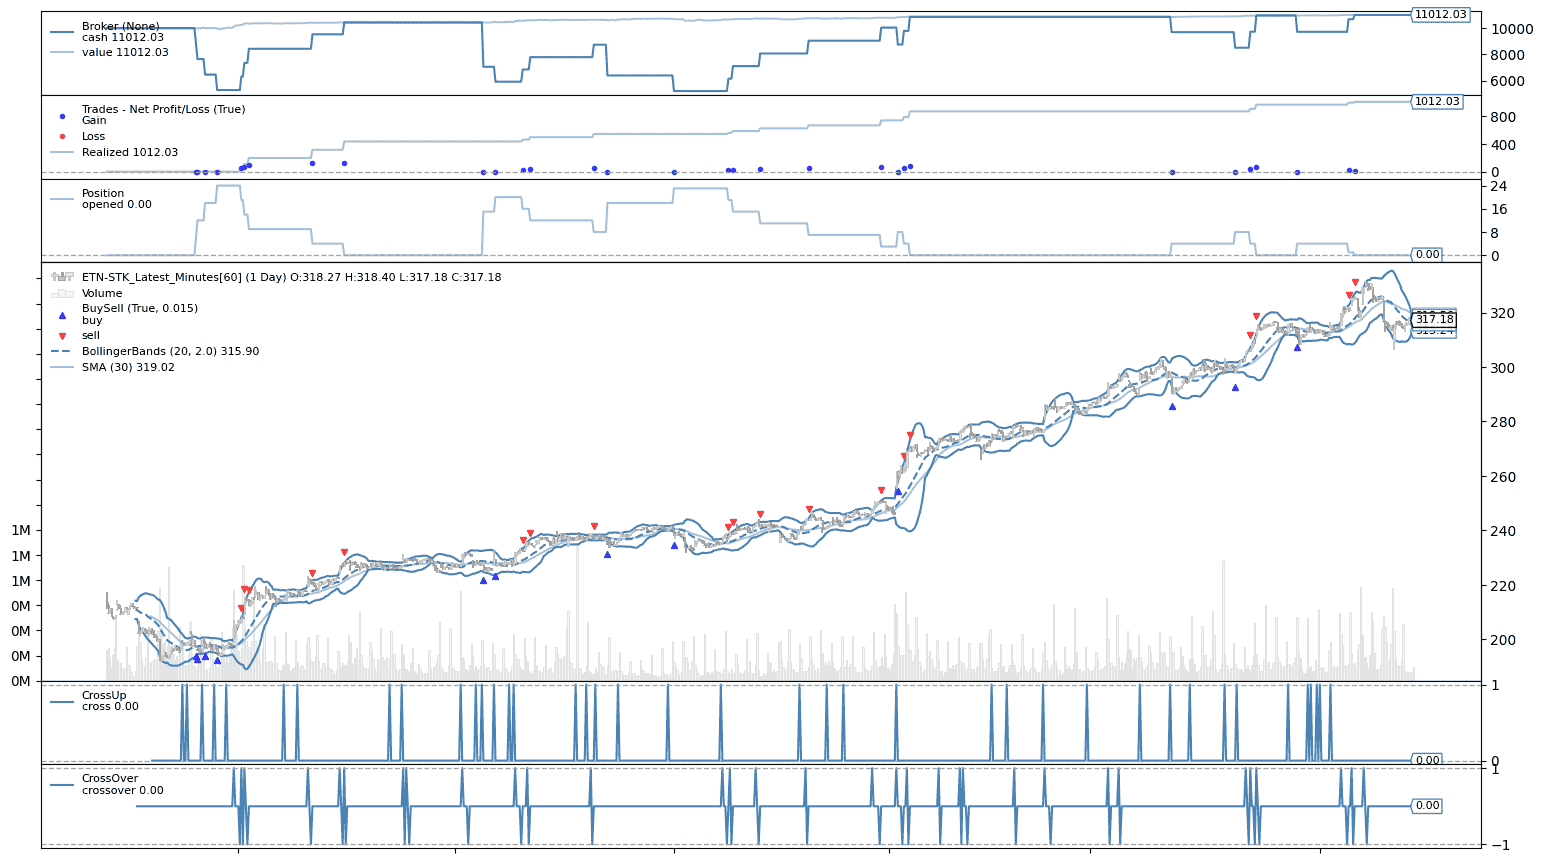 Broker (None)
cash 11012.03
value 11012.03
11012.03
10000
8000
6000
Trades - Net Profit/Loss (True)
Gain
Loss
Realized 1012.03
1012.03
800
400
0
Position
opened 0.00
24
16
8
0
0.00
ETN-STK_Latest_Minutes[60] (1 Day) O:318.27 H:318.40 L:317.18 C:317.18
Volume
BuySell (True, 0.015)
buy
sell
BollingerBands (20, 2.0) 315.90
SMA (30) 319.02
317.18
320
300
280
260
240
220
200
1M
1M
1M
0M
0M
0M
0M
CrossUp
cross 0.00
1
0
0.00
CrossOver
crossover 0.00
1
0.00
−1